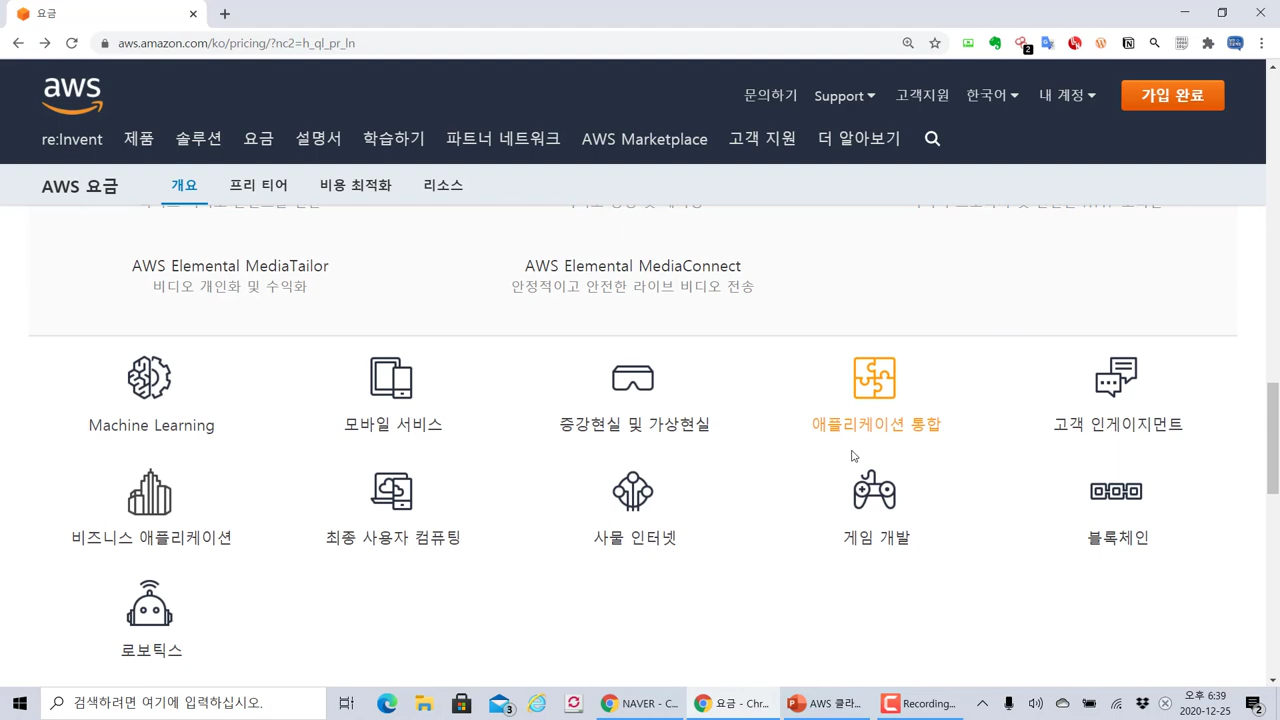 요금
aws.amazon.com/ko/pricing/?nc2=h_ql_pr_ln
2
aws
문의하기 Support 고객지원 한국어 내 계정 가입 완료
re:Invent 제품 솔루션 요금 설명서 학습하기 파트너 네트워크 AWS Marketplace 고객 지원 더 알아보기
AWS 요금 개요 프리 티어 비용 최적화 리소스
AWS Elemental MediaTailor AWS Elemental MediaConnect
비디오 개인화 및 수익화 안정적이고 안전한 라이브 비디오 전송
Machine Learning 모바일 서비스 증강현실 및 가상현실 애플리케이션 통합 고객 인게이지먼트
비즈니스 애플리케이션 최종 사용자 컴퓨팅 사물 인터넷 게임 개발 블록체인
로보틱스
검색하려면 여기에 입력하십시오. 3 NAVER - C... 요금 - Chr... AWS 클라... Recording... 오후 6:39
2020-12-25 2